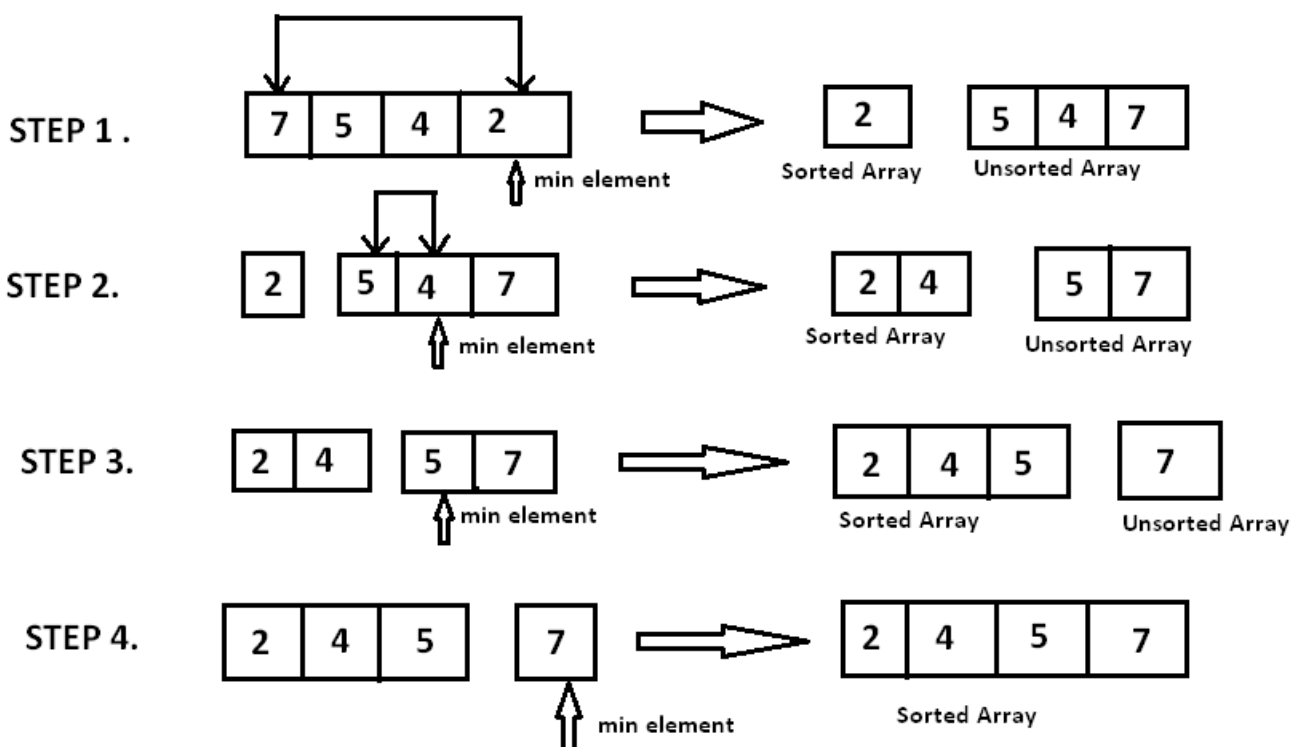 STEP 1 .
7 5 4 2
min element
2
Sorted Array
5 4 7
Unsorted Array
STEP 2.
2
5 4 7
min element
2 4
Sorted Array
5 7
Unsorted Array
STEP 3.
2 4
5 7
min element
2 4 5
Sorted Array
7
Unsorted Array
STEP 4.
2 4 5
7
min element
2 4 5 7
Sorted Array